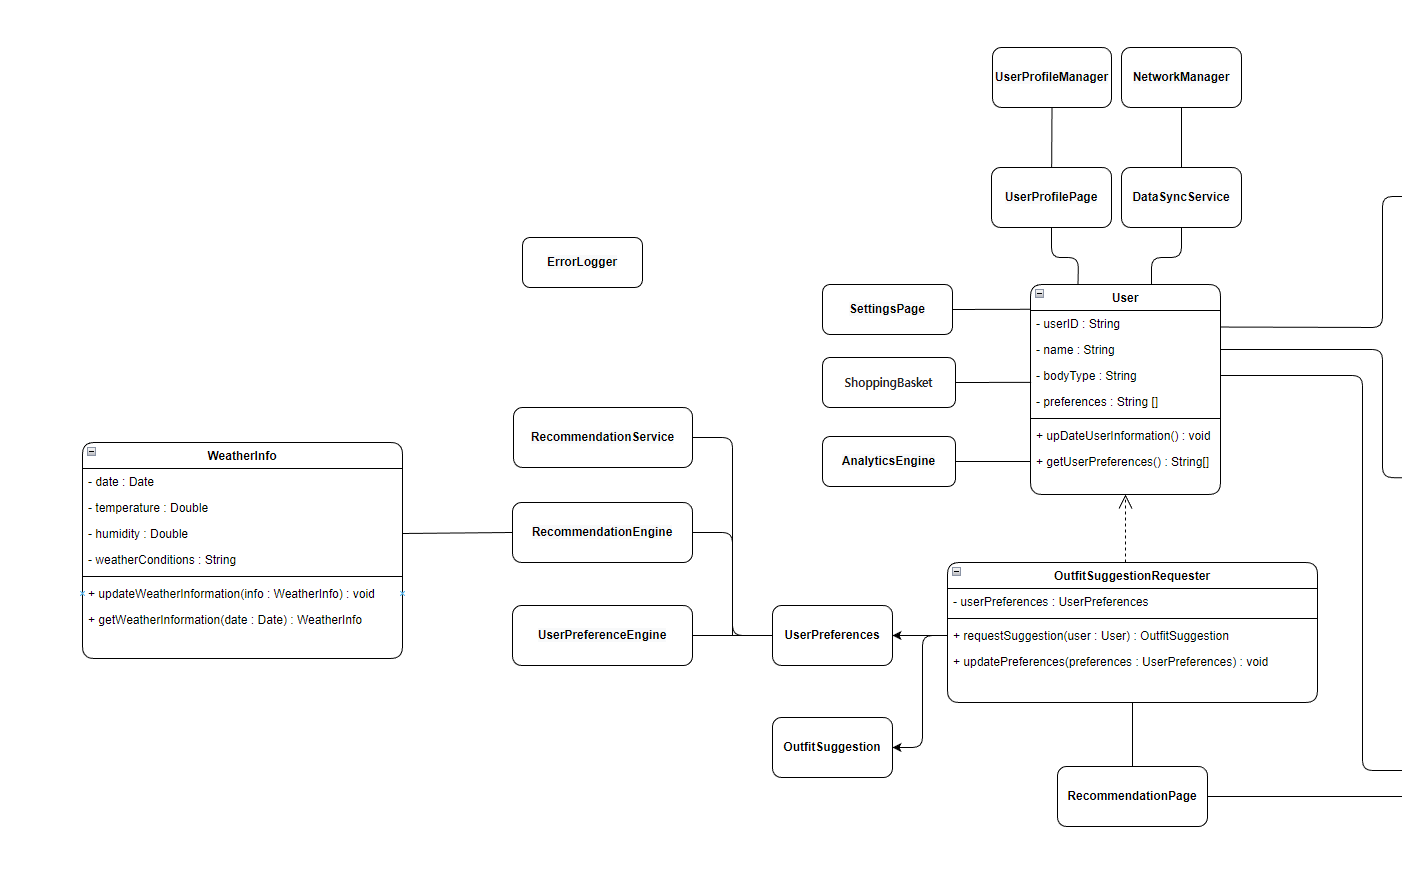 UserProfileManager
NetworkManager
UserProfilePage
DataSyncService
ErrorLogger
SettingsPage
ShoppingBasket
AnalyticsEngine
User
- userID : String
- name : String
- bodyType : String
- preferences : String []
+ upDateUserInformation() : void
+ getUserPreferences() : String[]
RecommendationService
RecommendationEngine
UserPreferenceEngine
WeatherInfo
- date : Date
- temperature : Double
- humidity : Double
- weatherConditions : String
+ updateWeatherInformation(info : WeatherInfo) : void
+ getWeatherInformation(date : Date) : WeatherInfo
UserPreferences
OutfitSuggestion
OutfitSuggestionRequester
- userPreferences : UserPreferences
+ requestSuggestion(user : User) : OutfitSuggestion
+ updatePreferences(preferences : UserPreferences) : void
RecommendationPage